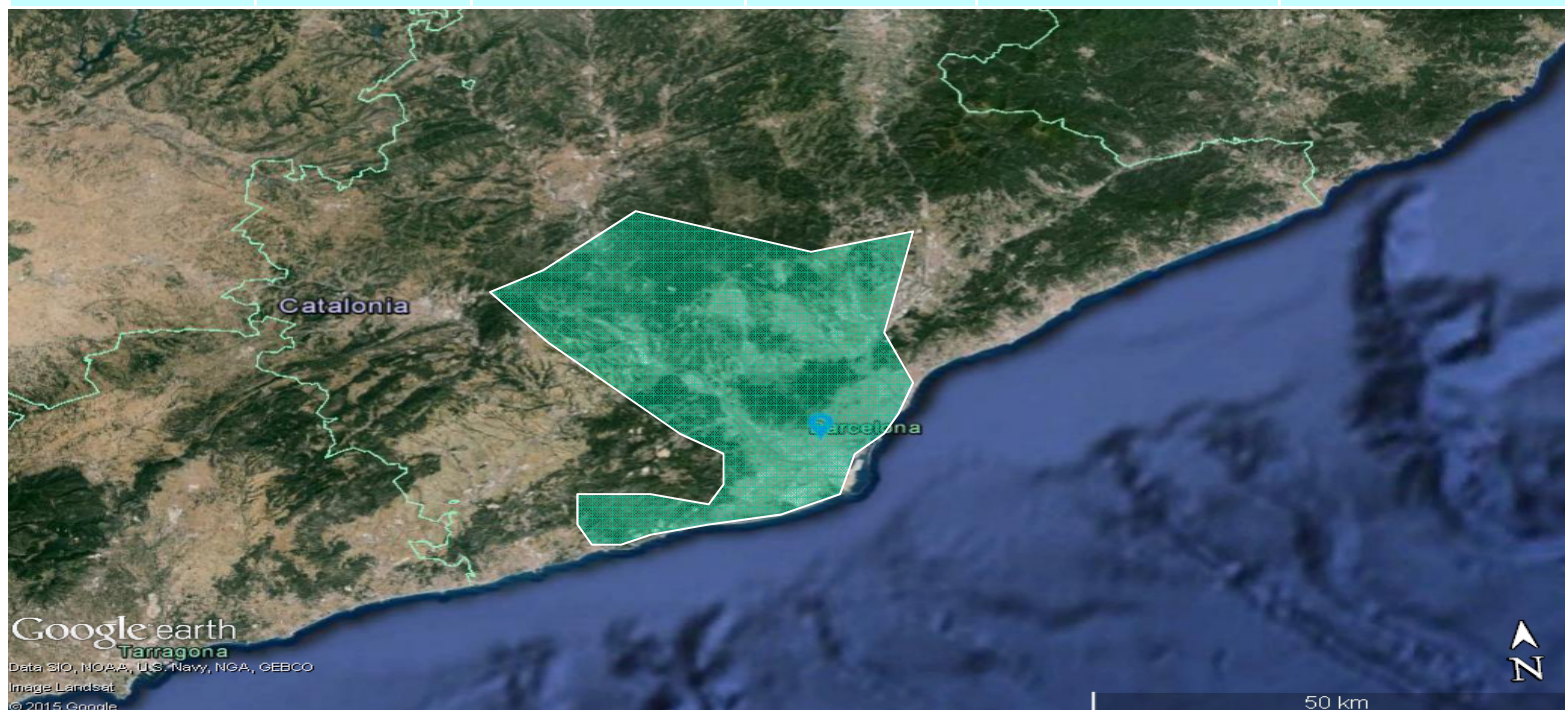 Catalonia
Barcelona
Google earth
Tarragona
Data SIO, NOAA, U.S. Navy, NGA, GEBCO
Image Landsat
© 2015 Google
N
50 km